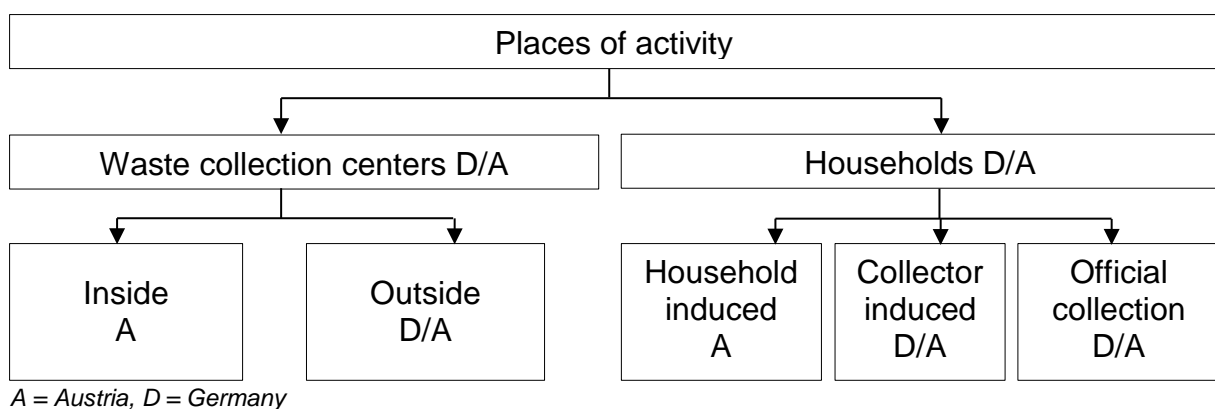 Places of activity
Waste collection centers D/A
Households D/A
Inside
A
Outside
D/A
Household
induced
A
Collector
induced
D/A
Official
collection
D/A
A = Austria, D = Germany